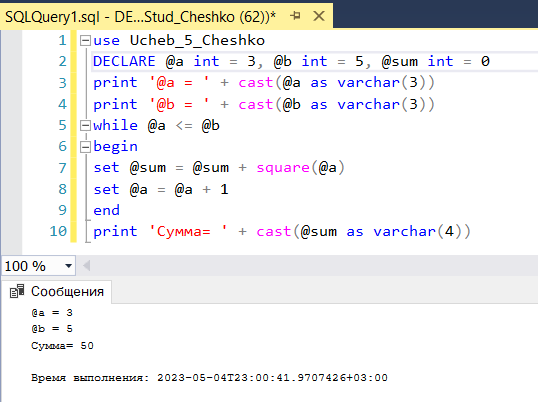 SQLQuery1.sql - DE...Stud_Cheshko (62))*
1 use Ucheb_5_Cheshko
2 DECLARE @a int = 3, @b int = 5, @sum int = 0
3 print '@a = ' + cast(@a as varchar(3))
4 print '@b = ' + cast(@b as varchar(3))
5 while @a <= @b
6 begin
7 set @sum = @sum + square(@a)
8 set @a = @a + 1
9 end
10 print 'Сумма= ' + cast(@sum as varchar(4))
100 %
Сообщения
@a = 3
@b = 5
Сумма= 50
Время выполнения: 2023-05-04T23:00:41.9707426+03:00